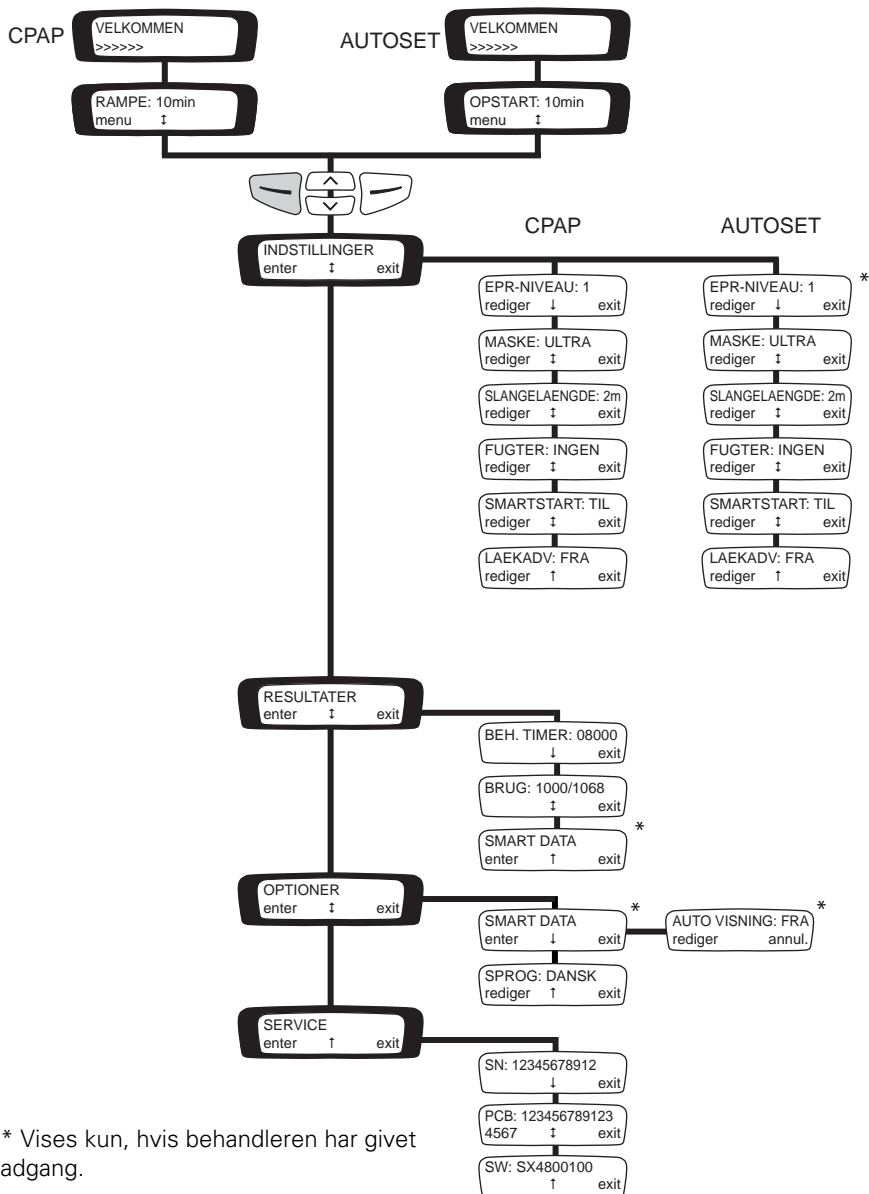 CPAP
VELKOMMEN
>>>>>>
AUTOSET
VELKOMMEN
>>>>>>
RAMPE: 10min
menu ↕
OPSTART: 10min
menu ↕
CPAP
AUTOSET
INDSTILLINGER
enter ↕ exit
EPR-NIVEAU: 1
rediger ↓ exit
MASKE: ULTRA
rediger ↕ exit
SLANGELAENGDE: 2m
rediger ↕ exit
FUGTER: INGEN
rediger ↕ exit
SMARTSTART: TIL
rediger ↕ exit
LAEKADV: FRA
rediger ↑ exit
EPR-NIVEAU: 1 *
rediger ↓ exit
MASKE: ULTRA
rediger ↕ exit
SLANGELAENGDE: 2m
rediger ↕ exit
FUGTER: INGEN
rediger ↕ exit
SMARTSTART: TIL
rediger ↕ exit
LAEKADV: FRA
rediger ↑ exit
RESULTATER
enter ↕ exit
BEH. TIMER: 08000
↓ exit
BRUG: 1000/1068
↕ exit
SMART DATA *
enter ↑ exit
OPTIONER
enter ↕ exit
SMART DATA *
enter ↓ exit
AUTO VISNING: FRA *
rediger annul.
SPROG: DANSK
rediger ↑ exit
SERVICE
enter ↑ exit
SN: 12345678912
↓ exit
PCB: 123456789123
4567 ↕ exit
SW: SX4800100
↑ exit
* Vises kun, hvis behandleren har givet
adgang.